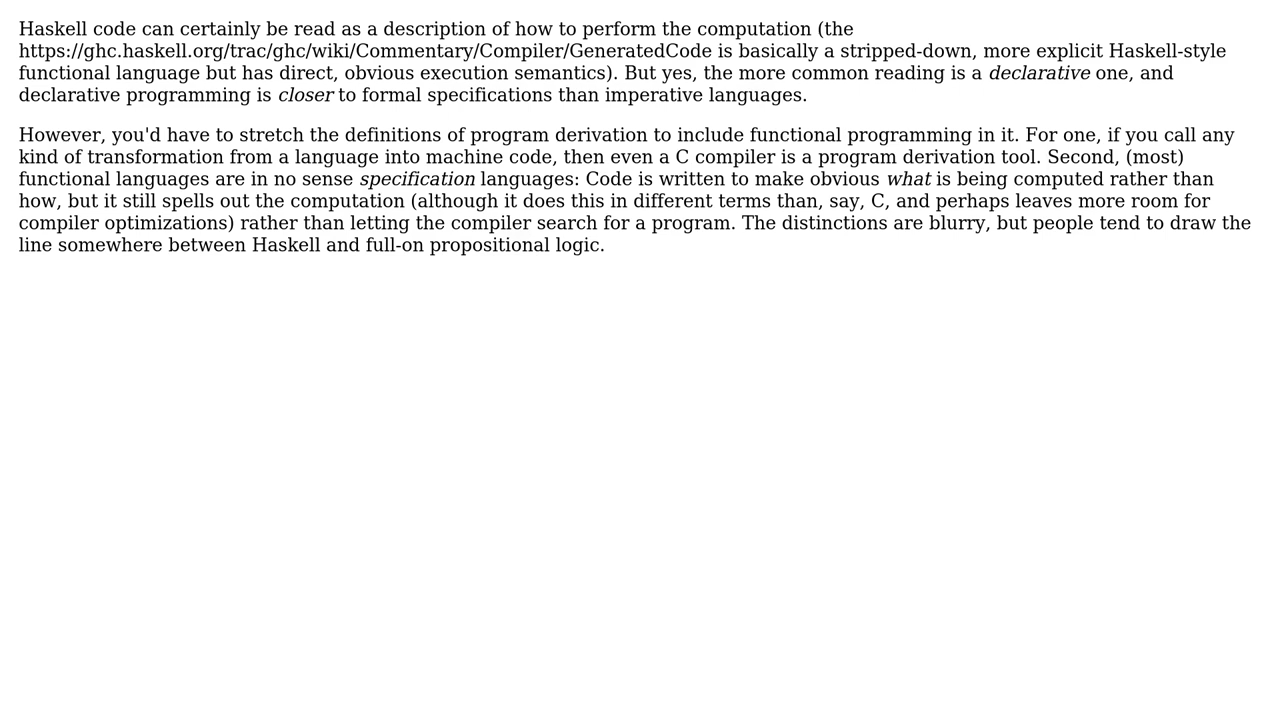 Haskell code can certainly be read as a description of how to perform the computation (the
https://ghc.haskell.org/trac/ghc/wiki/Commentary/Compiler/GeneratedCode is basically a stripped-down, more explicit Haskell-style
functional language but has direct, obvious execution semantics). But yes, the more common reading is a declarative one, and
declarative programming is closer to formal specifications than imperative languages.
However, you'd have to stretch the definitions of program derivation to include functional programming in it. For one, if you call any
kind of transformation from a language into machine code, then even a C compiler is a program derivation tool. Second, (most)
functional languages are in no sense specification languages: Code is written to make obvious what is being computed rather than
how, but it still spells out the computation (although it does this in different terms than, say, C, and perhaps leaves more room for
compiler optimizations) rather than letting the compiler search for a program. The distinctions are blurry, but people tend to draw the
line somewhere between Haskell and full-on propositional logic.